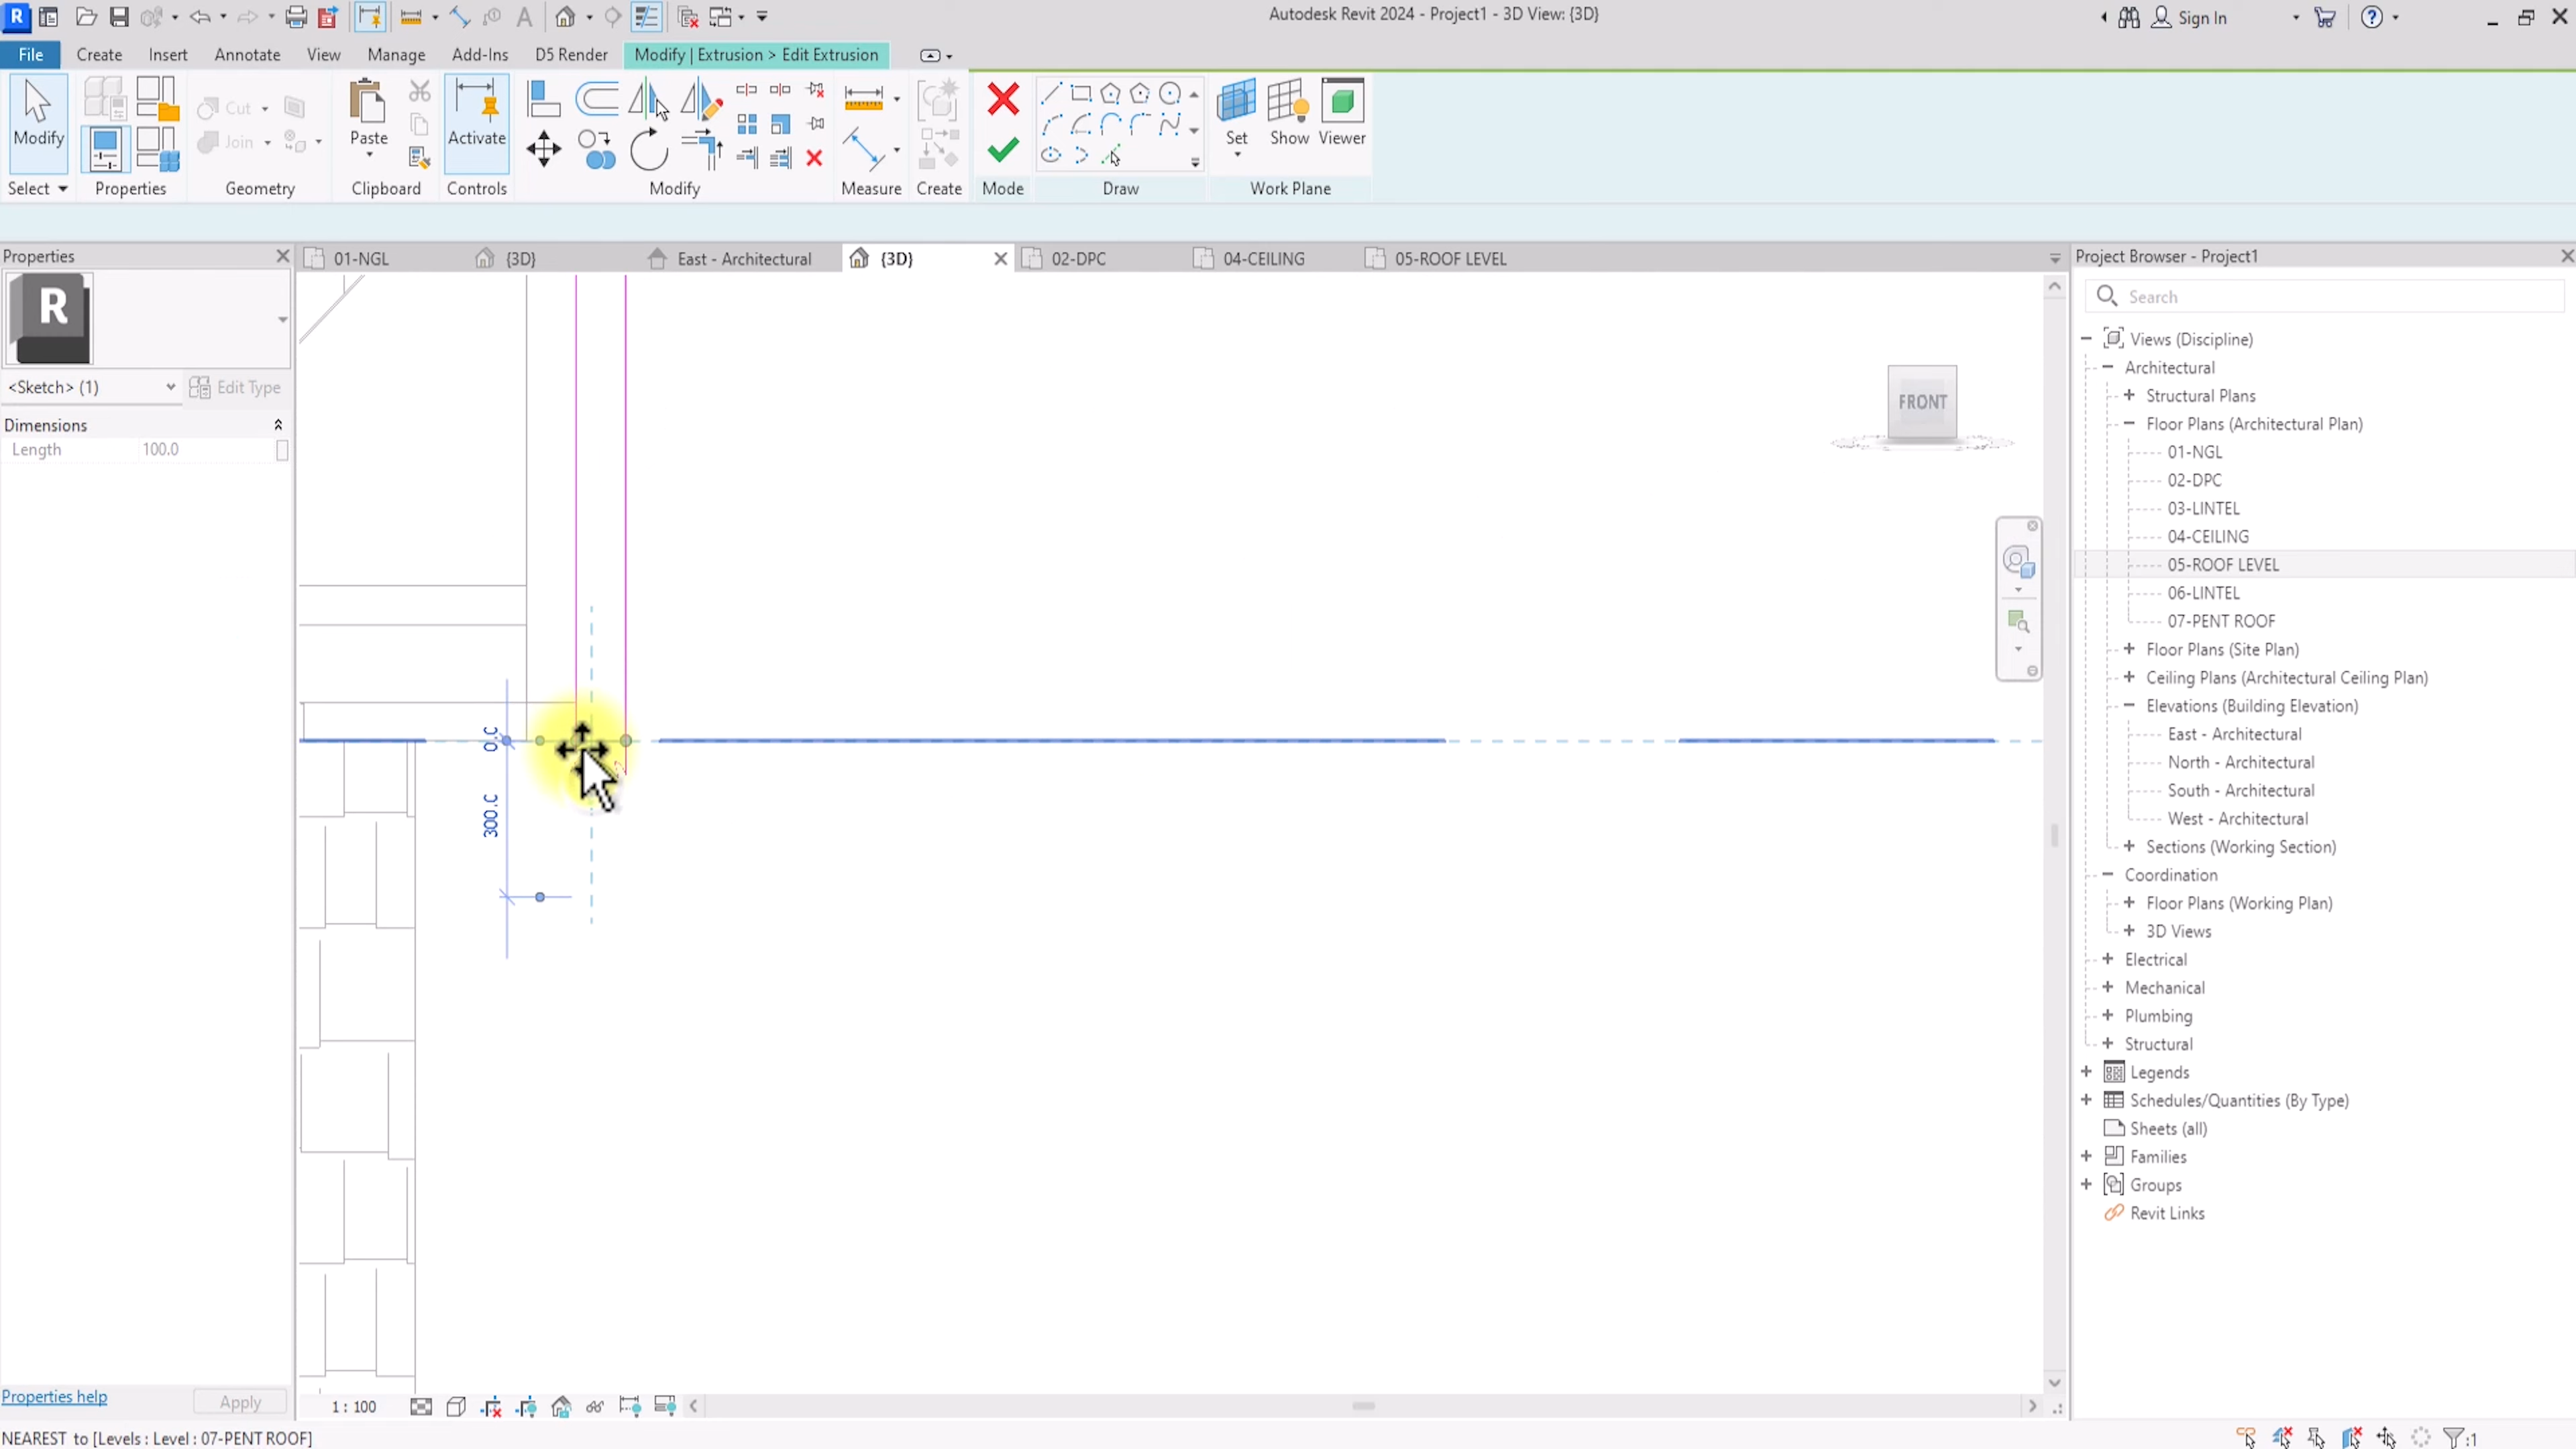 Autodesk Revit 2024 - Project1 - 3D View: {3D}
Sign In
File Create Insert Annotate View Manage Add-Ins D5 Render Modify | Extrusion > Edit Extrusion
Modify
Cut
Join
Paste
Activate
Set Show Viewer
Select Properties Geometry Clipboard Controls Modify Measure Create Mode Draw Work Plane
Properties
01-NGL {3D} East - Architectural {3D} 02-DPC 04-CEILING 05-ROOF LEVEL
Project Browser - Project1
R
Search
<Sketch> (1) Edit Type
Dimensions
Length 100.0
FRONT
0.C
300.C
Views (Discipline)
Architectural
Structural Plans
Floor Plans (Architectural Plan)
01-NGL
02-DPC
03-LINTEL
04-CEILING
05-ROOF LEVEL
06-LINTEL
07-PENT ROOF
Floor Plans (Site Plan)
Ceiling Plans (Architectural Ceiling Plan)
Elevations (Building Elevation)
East - Architectural
North - Architectural
South - Architectural
West - Architectural
Sections (Working Section)
Coordination
Floor Plans (Working Plan)
3D Views
Electrical
Mechanical
Plumbing
Structural
Legends
Schedules/Quantities (By Type)
Sheets (all)
Families
Groups
Revit Links
Properties help Apply
1 : 100
NEAREST to [Levels : Level : 07-PENT ROOF]
:1